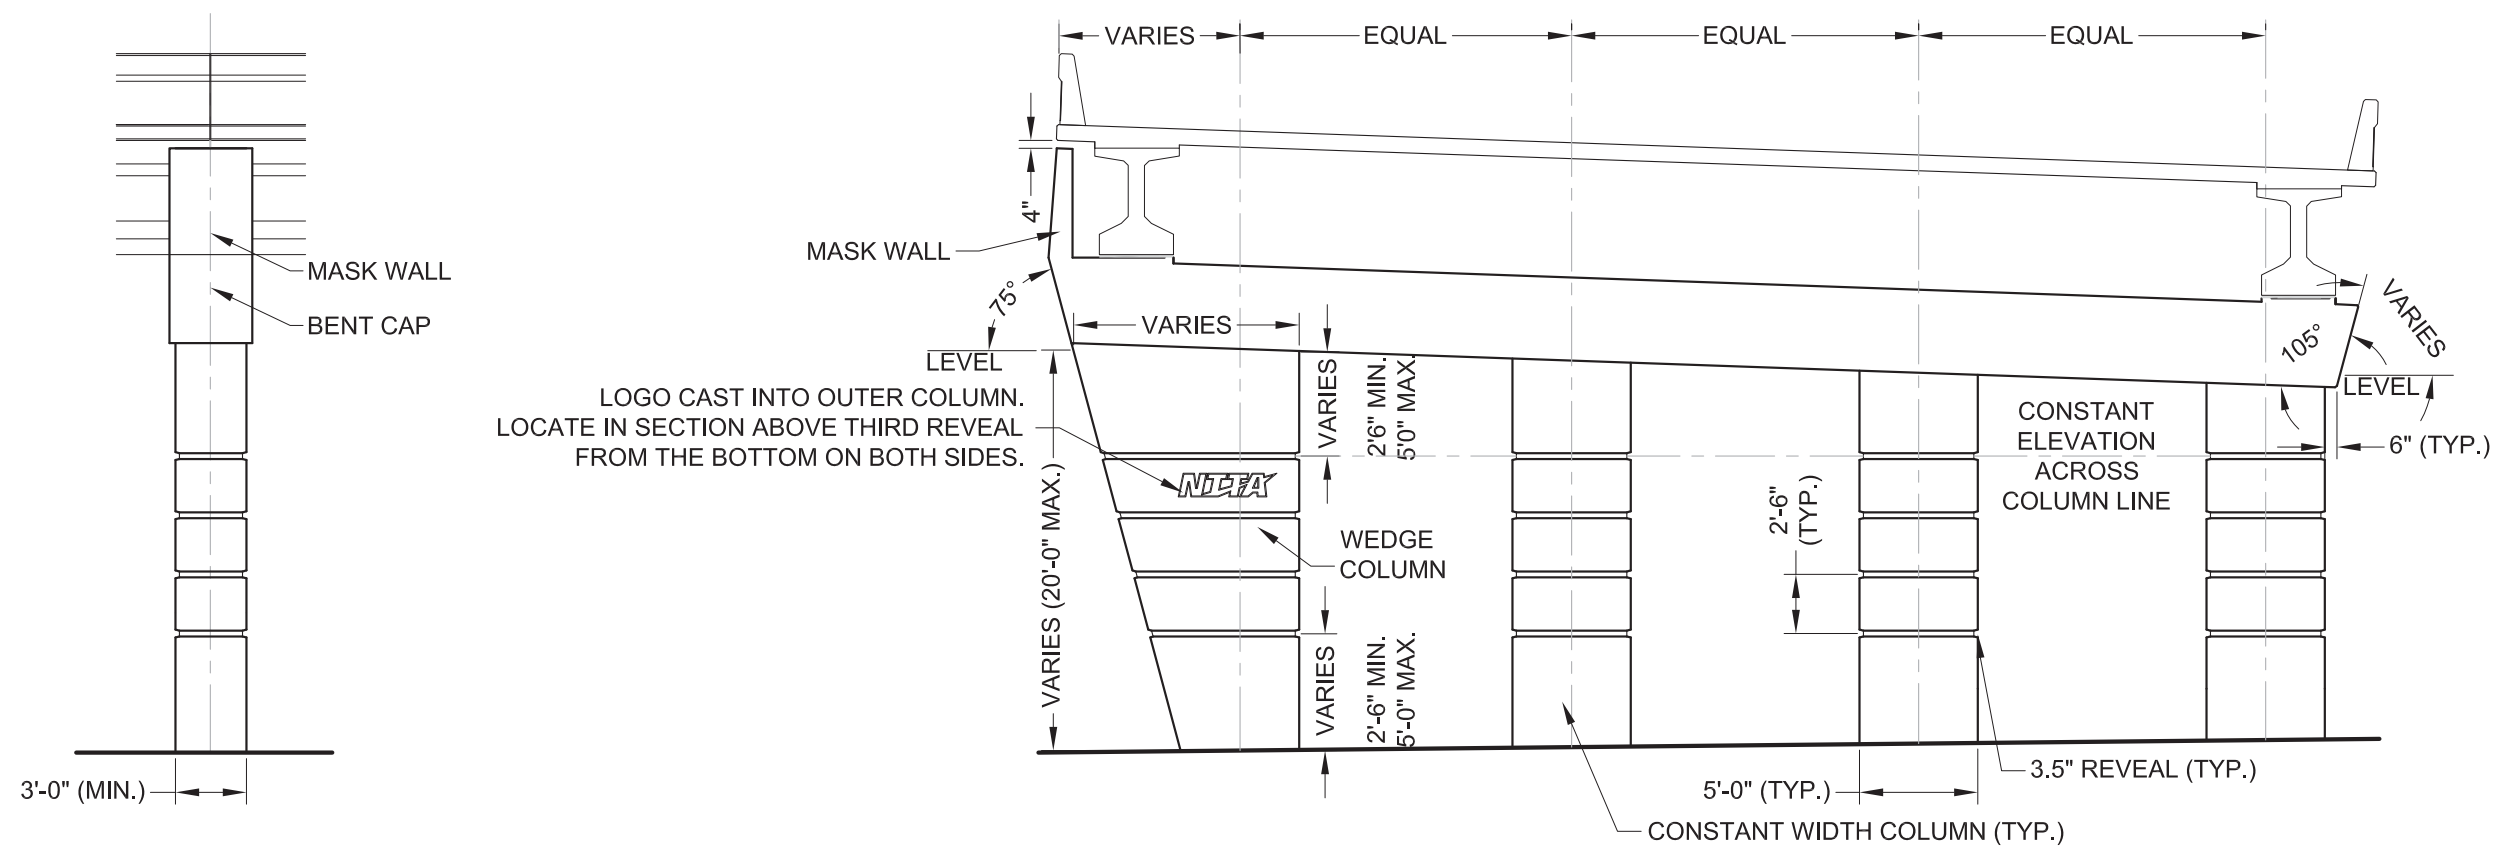 VARIES
EQUAL
EQUAL
EQUAL
4"
MASK WALL
MASK WALL
BENT CAP
75°
LEVEL
VARIES
VARIES
2'6" MIN.
5'0" MAX.
VARIES
105°
LEVEL
LOGO CAST INTO OUTER COLUMN.
LOCATE IN SECTION ABOVE THIRD REVEAL
FROM THE BOTTOM ON BOTH SIDES.
CONSTANT
ELEVATION
ACROSS
COLUMN LINE
6" (TYP.)
NTTA
VARIES (20'-0" MAX.)
WEDGE
COLUMN
2'-6"
(TYP.)
VARIES
2'-6" MIN.
5'-0" MAX.
3'-0" (MIN.)
3.5" REVEAL (TYP.)
5'-0" (TYP.)
CONSTANT WIDTH COLUMN (TYP.)